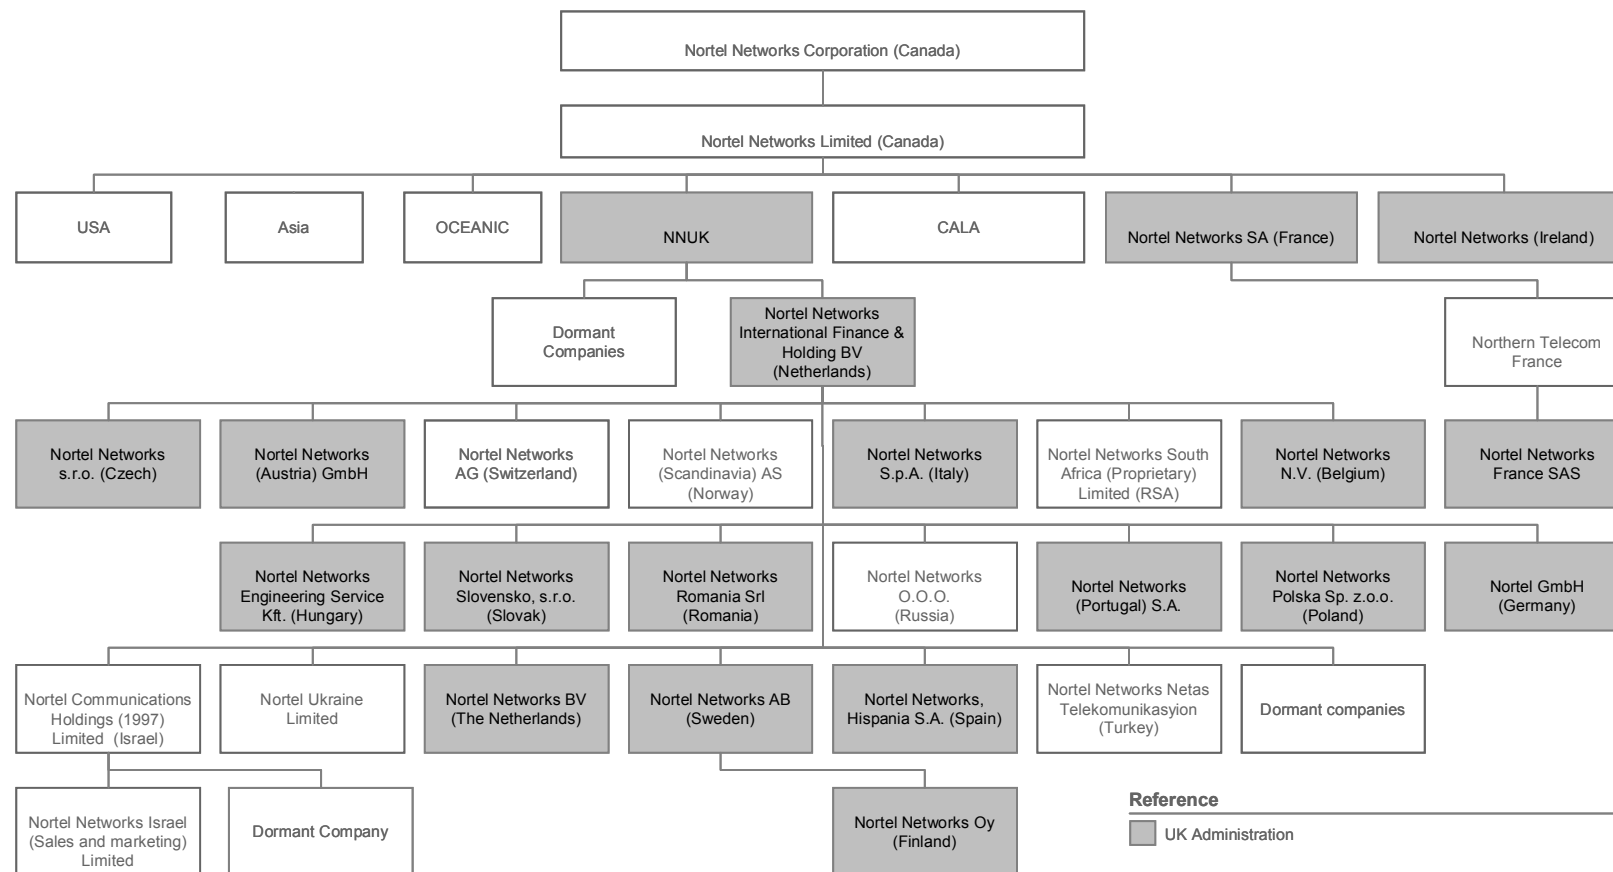 Nortel Networks Corporation (Canada)
Nortel Networks Limited (Canada)
USA
Asia
OCEANIC
NNUK
CALA
Nortel Networks SA (France)
Nortel Networks (Ireland)
Dormant
Companies
Nortel Networks
International Finance &
Holding BV
(Netherlands)
Northern Telecom
France
Nortel Networks
s.r.o. (Czech)
Nortel Networks
(Austria) GmbH
Nortel Networks
AG (Switzerland)
Nortel Networks
(Scandinavia) AS
(Norway)
Nortel Networks
S.p.A. (Italy)
Nortel Networks South
Africa (Proprietary)
Limited (RSA)
Nortel Networks
N.V. (Belgium)
Nortel Networks
France SAS
Nortel Networks
Engineering Service
Kft. (Hungary)
Nortel Networks
Slovensko, s.r.o.
(Slovak)
Nortel Networks
Romania Srl
(Romania)
Nortel Networks
O.O.O.
(Russia)
Nortel Networks
(Portugal) S.A.
Nortel Networks
Polska Sp. z.o.o.
(Poland)
Nortel GmbH
(Germany)
Nortel Communications
Holdings (1997)
Limited (Israel)
Nortel Ukraine
Limited
Nortel Networks BV
(The Netherlands)
Nortel Networks AB
(Sweden)
Nortel Networks,
Hispania S.A. (Spain)
Nortel Networks Netas
Telekomunikasyion
(Turkey)
Dormant companies
Nortel Networks Israel
(Sales and marketing)
Limited
Dormant Company
Nortel Networks Oy
(Finland)
Reference
UK Administration